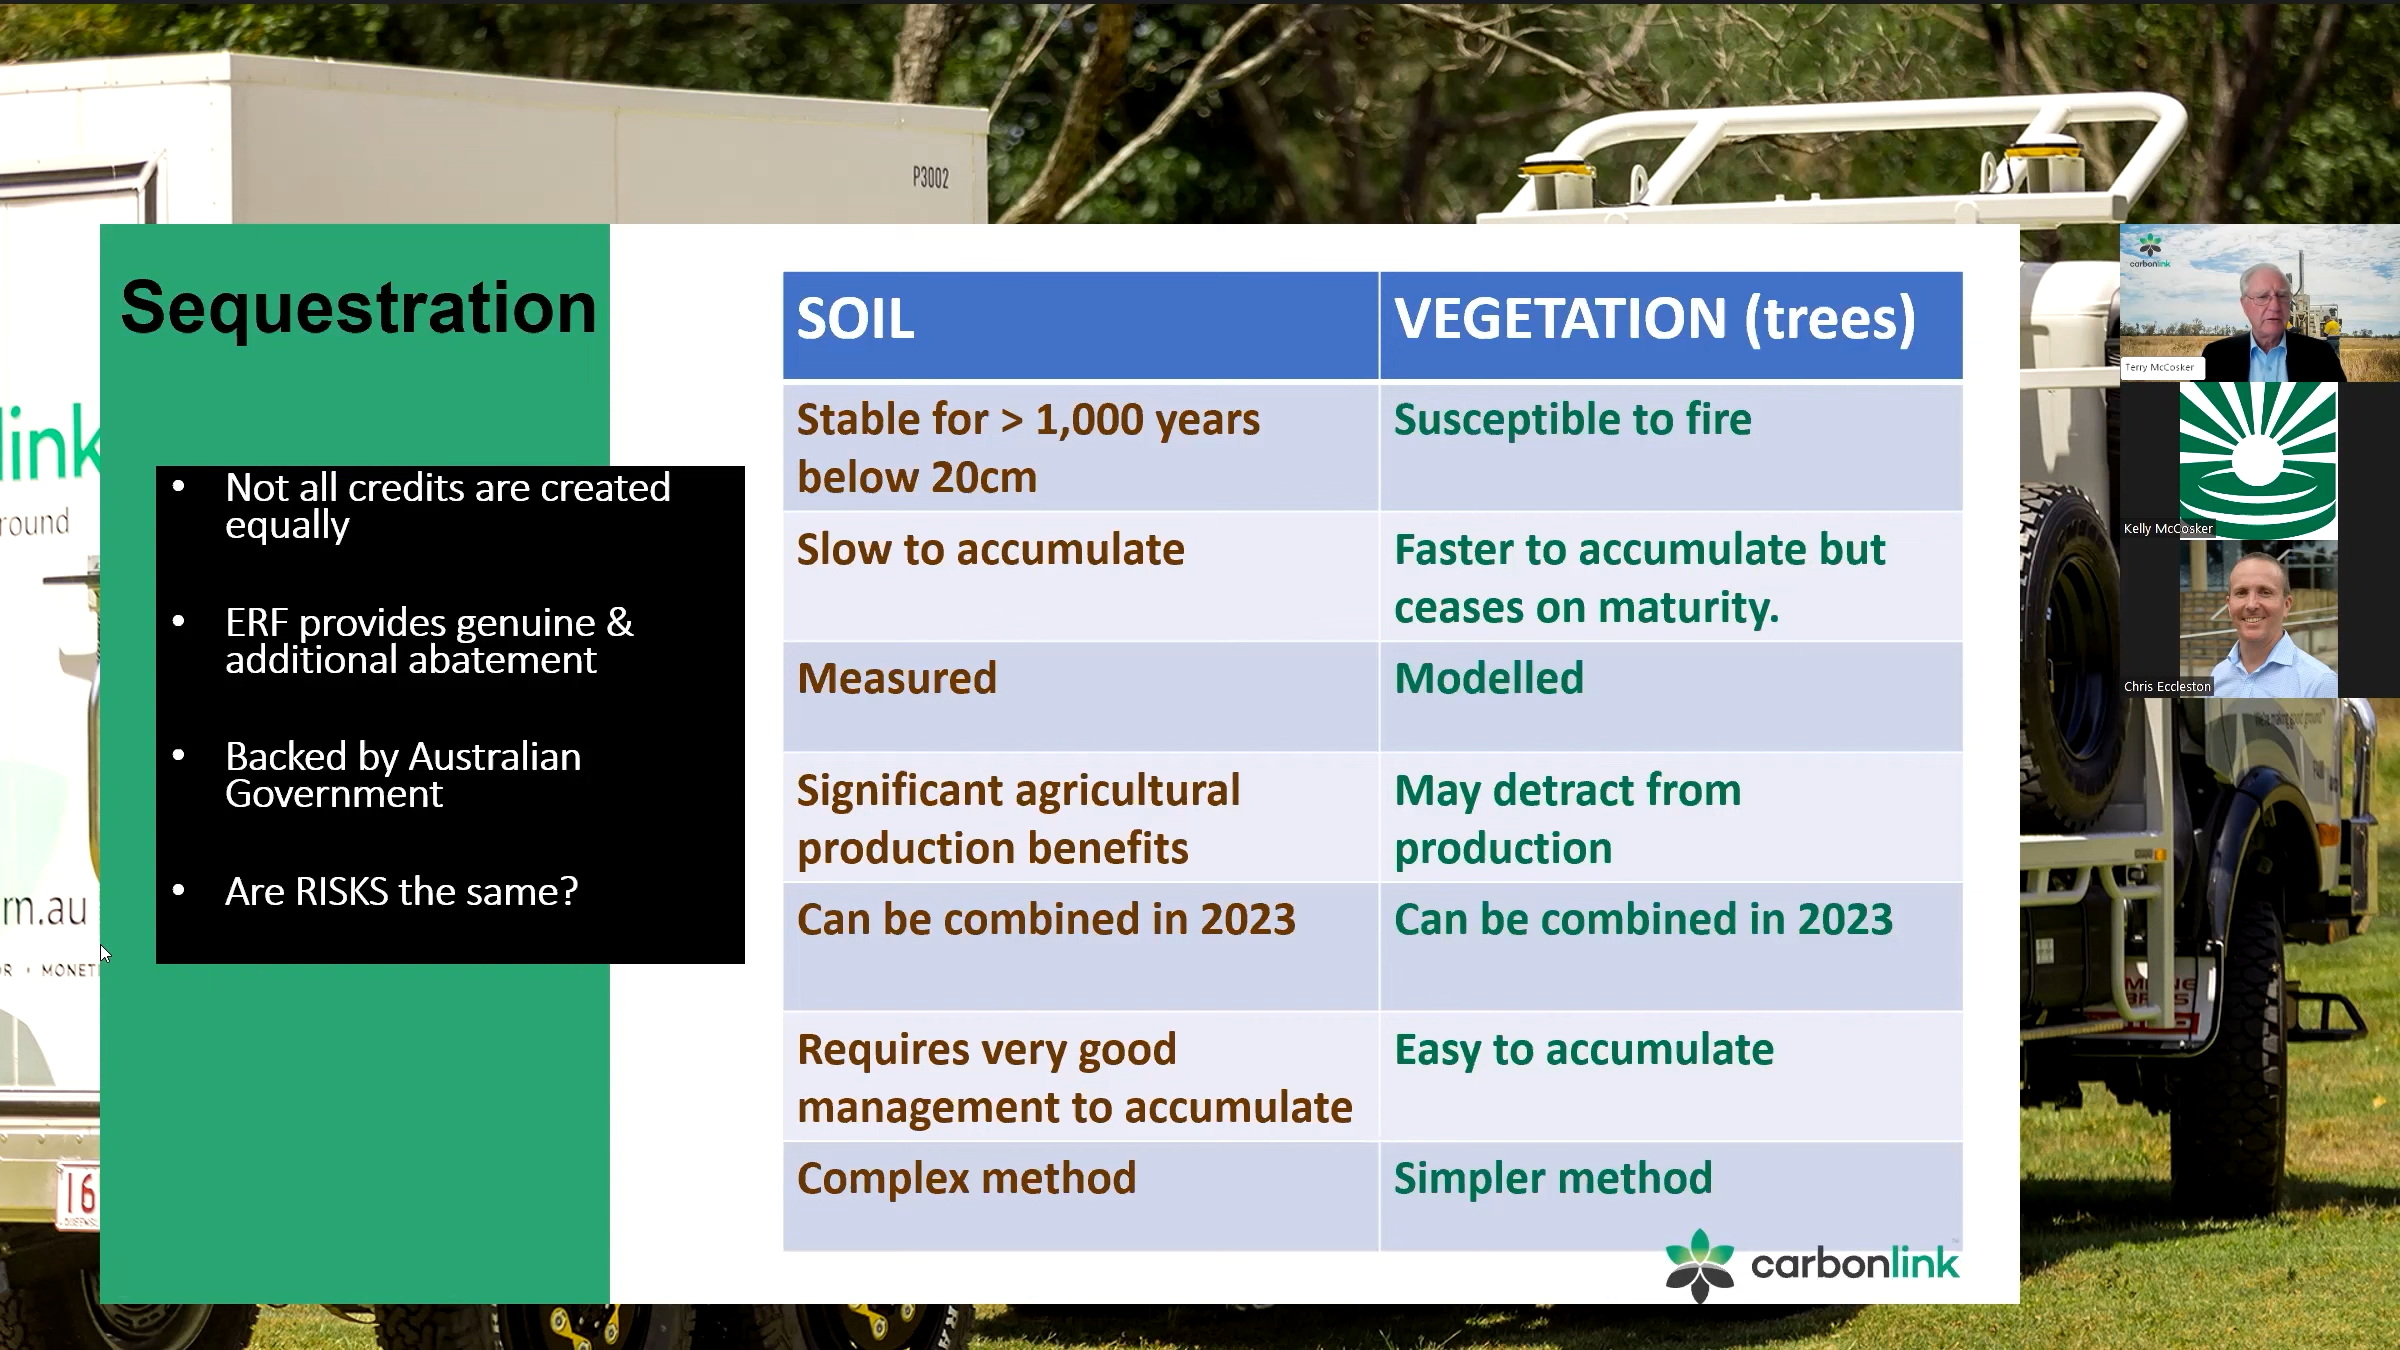 P3002
link
round
rn.au
OR • MONETI
16
Sequestration
• Not all credits are created
equally
• ERF provides genuine &
additional abatement
• Backed by Australian
Government
• Are RISKS the same?
SOIL
VEGETATION (trees)
Stable for > 1,000 years
below 20cm
Susceptible to fire
Slow to accumulate
Faster to accumulate but
ceases on maturity.
Measured
Modelled
Significant agricultural
production benefits
May detract from
production
Can be combined in 2023
Can be combined in 2023
Requires very good
management to accumulate
Easy to accumulate
Complex method
Simpler method
carbonlink
carbonlink
Terry McCosker
Kelly McCosker
Chris Eccleston